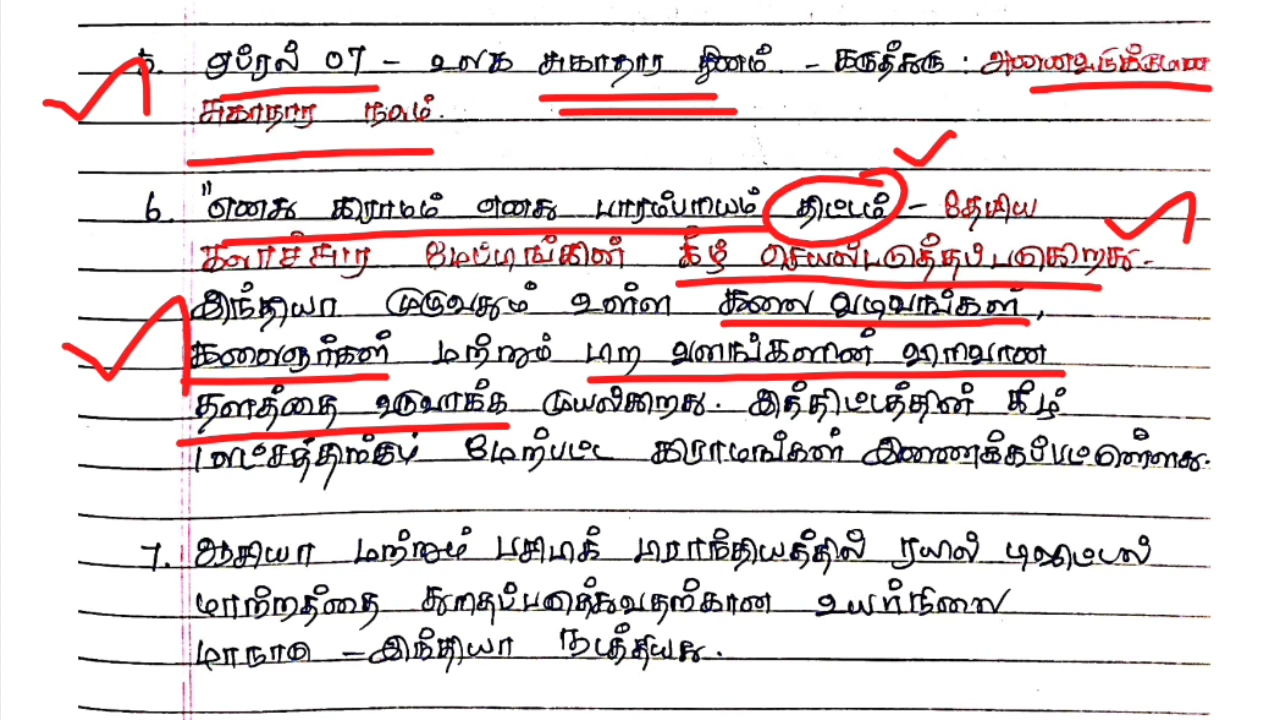 5. ஏப்ரல் 07 - உலக சுகாதார தினம் - கருத்துரு : அனைவருக்குமான
சுகாதார நலம்.
6. "எனது கிராமம் எனது பாரம்பரியம் திட்டம் - தேசிய
கலாச்சார மேப்பிங்கின் கீழ் செயல்படுத்தப்படுகிறது.
இந்தியா முழுவதும் உள்ள கலை வடிவங்கள்,
கலைஞர்கள் மற்றும் பிற வளங்களின் விரிவான
தளத்தை உருவாக்க முயல்கிறது. இத்திட்டத்தின் கீழ்
1 லட்சத்திற்கும் மேற்பட்ட கிராமங்கள் இணைக்கப்பட்டுள்ளது.
7. ஆசியா மற்றும் பசிபிக் பிராந்தியத்தில் ரயில் டிஜிட்டல்
மாற்றத்தை துரிதப்படுத்துவதற்கான உயர்நிலை
மாநாடு - இந்தியா நடத்தியது.